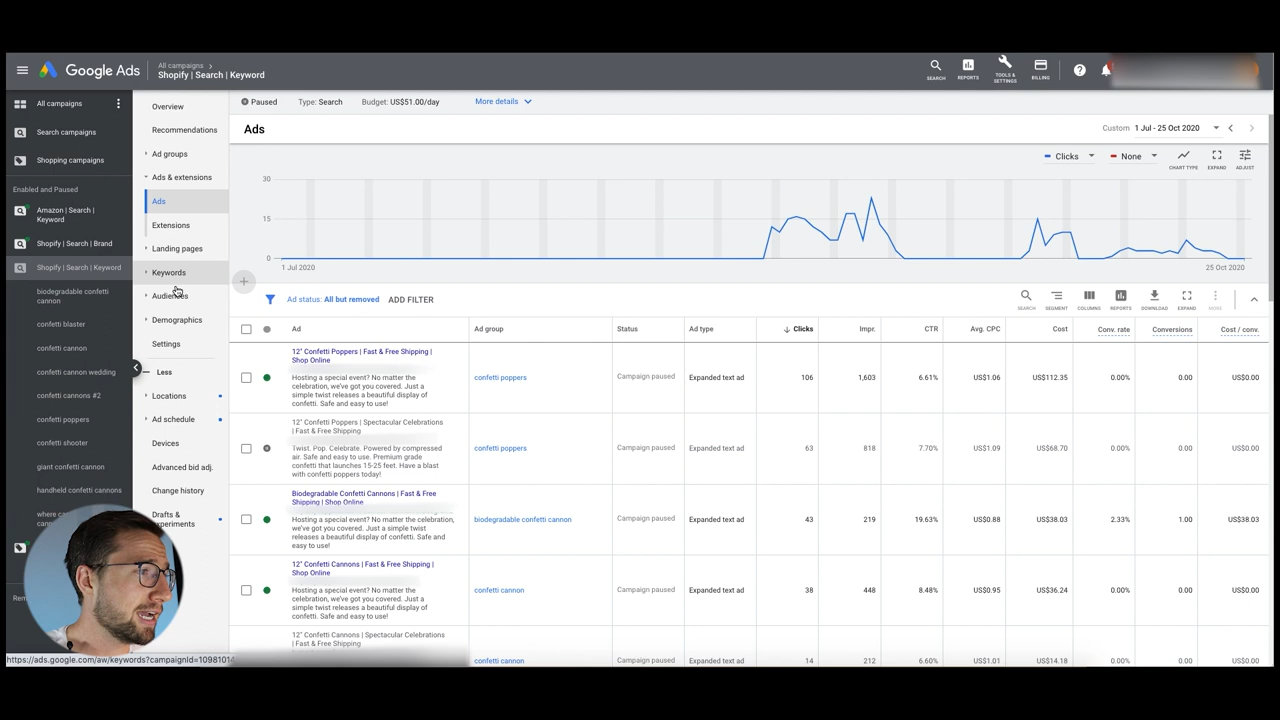 Google Ads
All campaigns >
Shopify | Search | Keyword
SEARCH
REPORTS
TOOLS &
SETTINGS
BILLING
All campaigns
Search campaigns
Shopping campaigns
Enabled and Paused
Amazon | Search |
Keyword
Shopify | Search | Brand
Shopify | Search | Keyword
biodegradable confetti
cannon
confetti blaster
confetti cannon
confetti cannon wedding
confetti cannons #2
confetti poppers
confetti shooter
giant confetti cannon
handheld confetti cannons
Overview
Recommendations
Ad groups
Ads & extensions
Ads
Extensions
Landing pages
Keywords
Audiences
Demographics
Settings
Less
Locations
Ad schedule
Devices
Advanced bid adj.
Change history
Drafts &
experiments
Paused
Type: Search
Budget: US$51.00/day
More details
Ads
Custom 1 Jul - 25 Oct 2020
Clicks
None
CHART TYPE
EXPAND
ADJUST
30
15
0
1 Jul 2020
25 Oct 2020
Ad status: All but removed
ADD FILTER
SEARCH
SEGMENT
COLUMNS
REPORTS
DOWNLOAD
EXPAND
MORE
Ad Ad group Status Ad type Clicks Impr. CTR Avg. CPC Cost Conv. rate Conversions Cost / conv.
12" Confetti Poppers | Fast & Free Shipping |
Shop Online
Hosting a special event? No matter the
celebration, we've got you covered. Just a
simple twist releases a beautiful display of
confetti. Safe and easy to use!
confetti poppers Campaign paused Expanded text ad 106 1,603 6.61% US$1.06 US$112.35 0.00% 0.00 US$0.00
12" Confetti Poppers | Spectacular Celebrations
| Fast & Free Shipping
Twist. Pop. Celebrate. Powered by compressed
air. Safe and easy to use. Premium grade
confetti that launches 15-25 feet. Have a blast
with confetti poppers today!
confetti poppers Campaign paused Expanded text ad 63 818 7.70% US$1.09 US$68.70 0.00% 0.00 US$0.00
Biodegradable Confetti Cannons | Fast & Free
Shipping | Shop Online
Hosting a special event? No matter the celebration,
we've got you covered. Just a simple twist
releases a beautiful display of confetti. Safe and
easy to use!
biodegradable confetti cannon Campaign paused Expanded text ad 43 219 19.63% US$0.88 US$38.03 2.33% 1.00 US$38.03
12" Confetti Cannons | Fast & Free Shipping |
Shop Online
Hosting a special event? No matter the
celebration, we've got you covered. Just a
simple twist releases a beautiful display of
confetti. Safe and easy to use!
confetti cannon Campaign paused Expanded text ad 38 448 8.48% US$0.95 US$36.24 0.00% 0.00 US$0.00
12" Confetti Cannons | Spectacular Celebrations
| Fast & Free Shipping
confetti cannon Campaign paused Expanded text ad 14 212 6.60% US$1.01 US$14.18 0.00% 0.00 US$0.00
https://ads.google.com/aw/keywords?campaignId=1098101